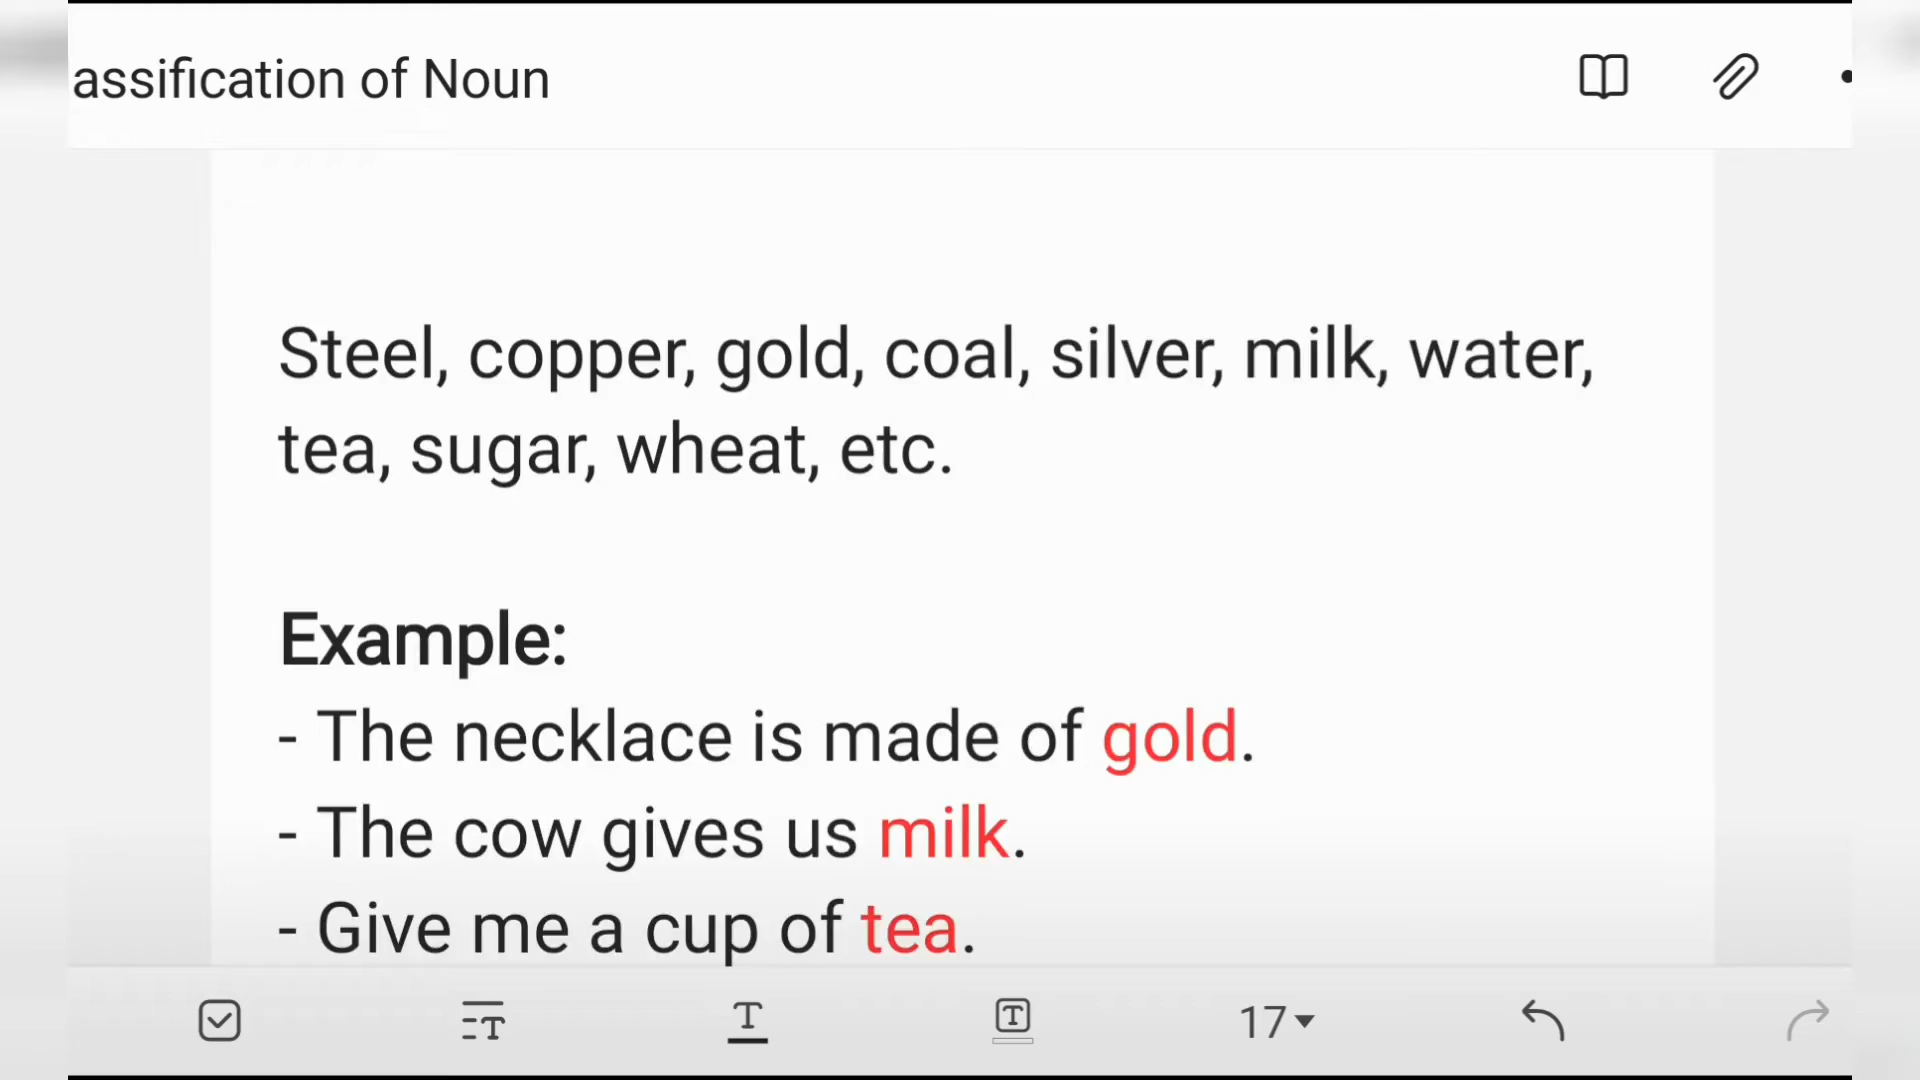 assification of Noun
Steel, copper, gold, coal, silver, milk, water,
tea, sugar, wheat, etc.
Example:
- The necklace is made of gold.
- The cow gives us milk.
- Give me a cup of tea.
17